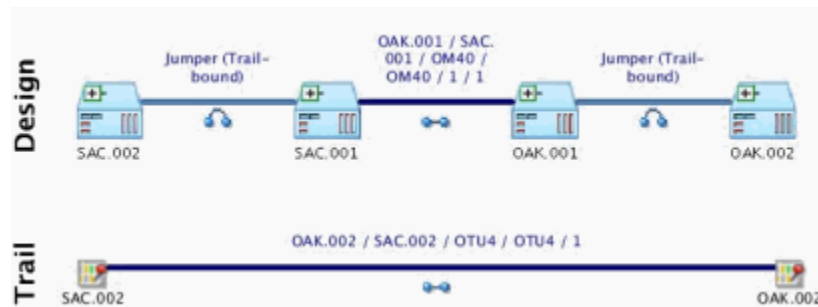 Design
Jumper (Trail-
bound)
OAK.001 / SAC.
001 / OM40 /
OM40 / 1 / 1
Jumper (Trail-
bound)
SAC.002
SAC.001
OAK.001
OAK.002
Trail
OAK.002 / SAC.002 / OTU4 / OTU4 / 1
SAC.002
OAK.002